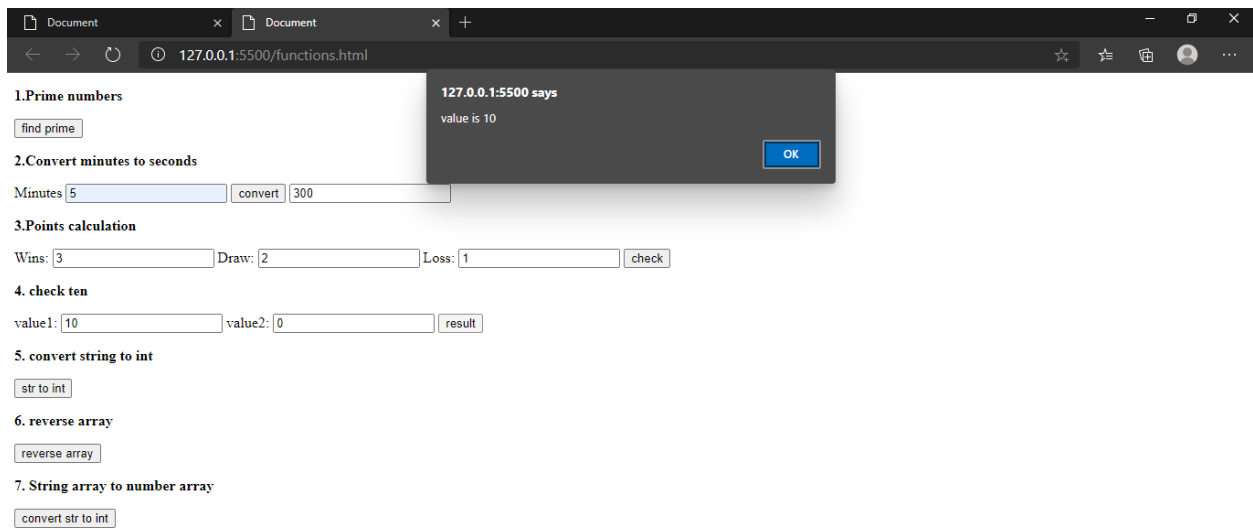 Document
Document
127.0.0.1:5500/functions.html
127.0.0.1:5500 says
value is 10
OK
1.Prime numbers
find prime
2.Convert minutes to seconds
Minutes 5 convert 300
3.Points calculation
Wins: 3 Draw: 2 Loss: 1 check
4. check ten
value1: 10 value2: 0 result
5. convert string to int
str to int
6. reverse array
reverse array
7. String array to number array
convert str to int